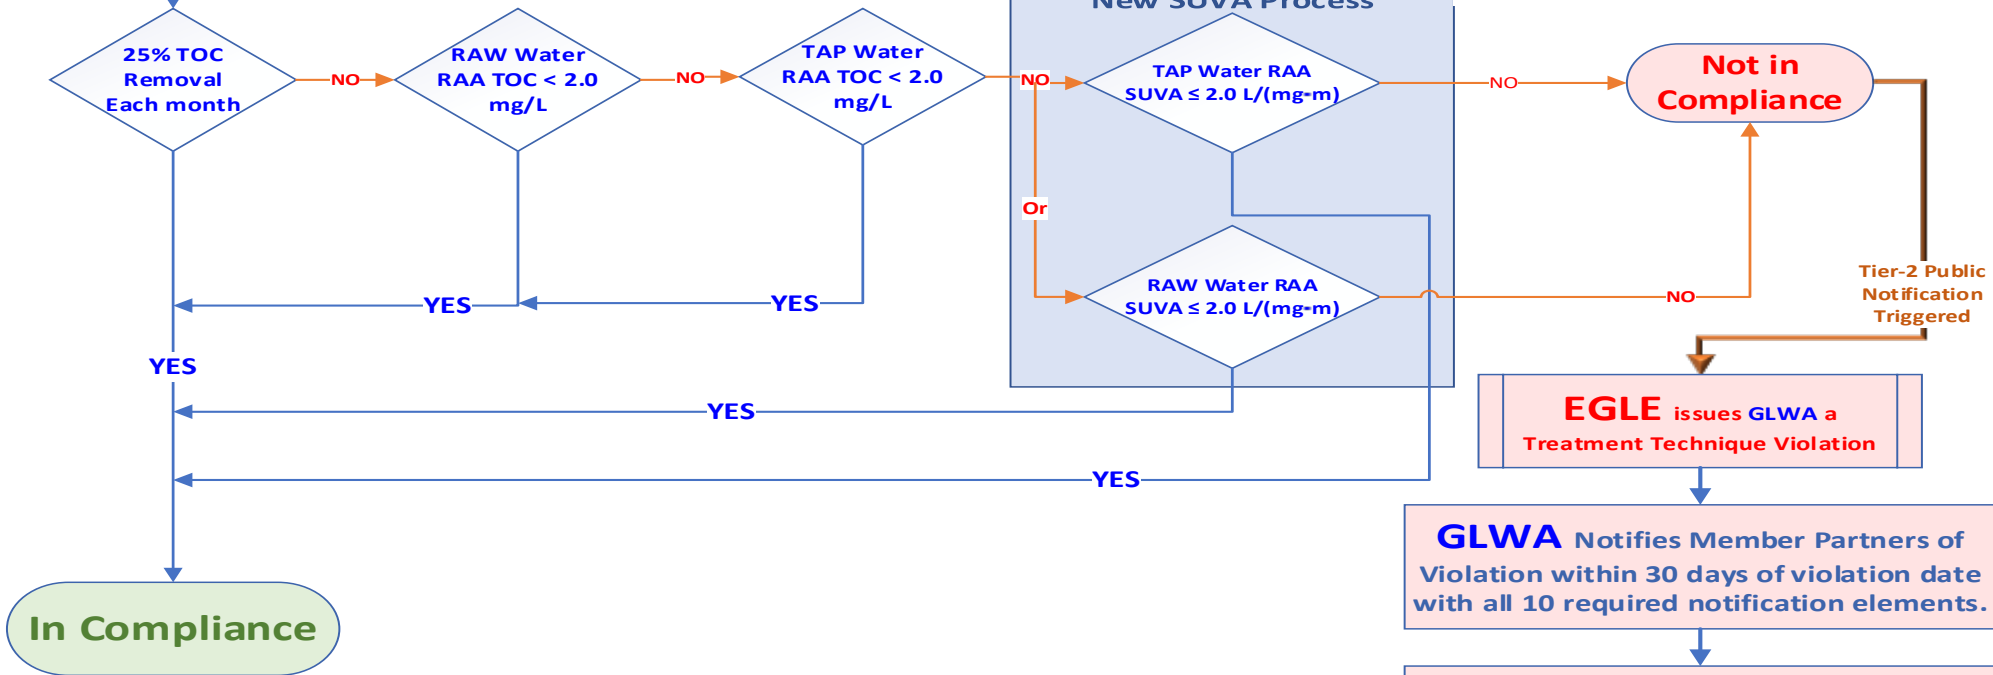 New SUVA Process
25% TOC
Removal
Each month
NO
RAW Water
RAA TOC < 2.0
mg/L
NO
TAP Water
RAA TOC < 2.0
mg/L
NO
TAP Water RAA
SUVA ≤ 2.0 L/(mg•m)
NO
Not in
Compliance
Or
RAW Water RAA
SUVA ≤ 2.0 L/(mg•m)
NO
Tier-2 Public
Notification
Triggered
YES
YES
YES
YES
YES
EGLE issues GLWA a
Treatment Technique Violation
GLWA Notifies Member Partners of
Violation within 30 days of violation date
with all 10 required notification elements.
In Compliance